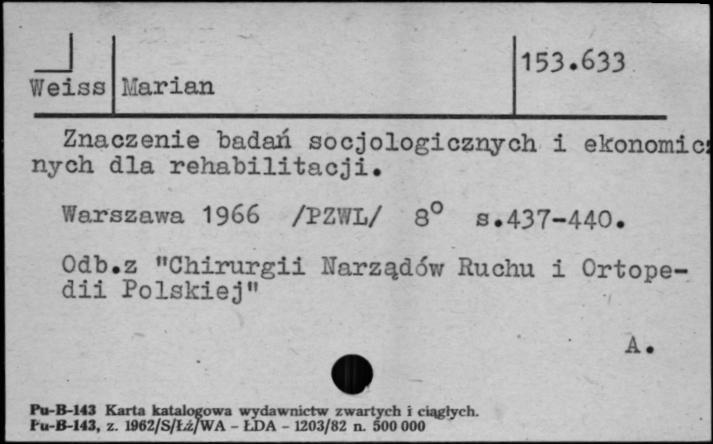 153.633
Weiss Marian
Znaczenie badań socjologicznych i ekonomicz
nych dla rehabilitacji.
Warszawa 1966 /PZWL/ 8° s.437-440.
Odb.z "Chirurgii Narządów Ruchu i Ortope-
dii Polskiej"
A.
Pu-B-143 Karta katalogowa wydawnictw zwartych i ciągłych.
Pu-B-143, z. 1962/S/Łż/WA - ŁDA - 1203/82 n. 500 000